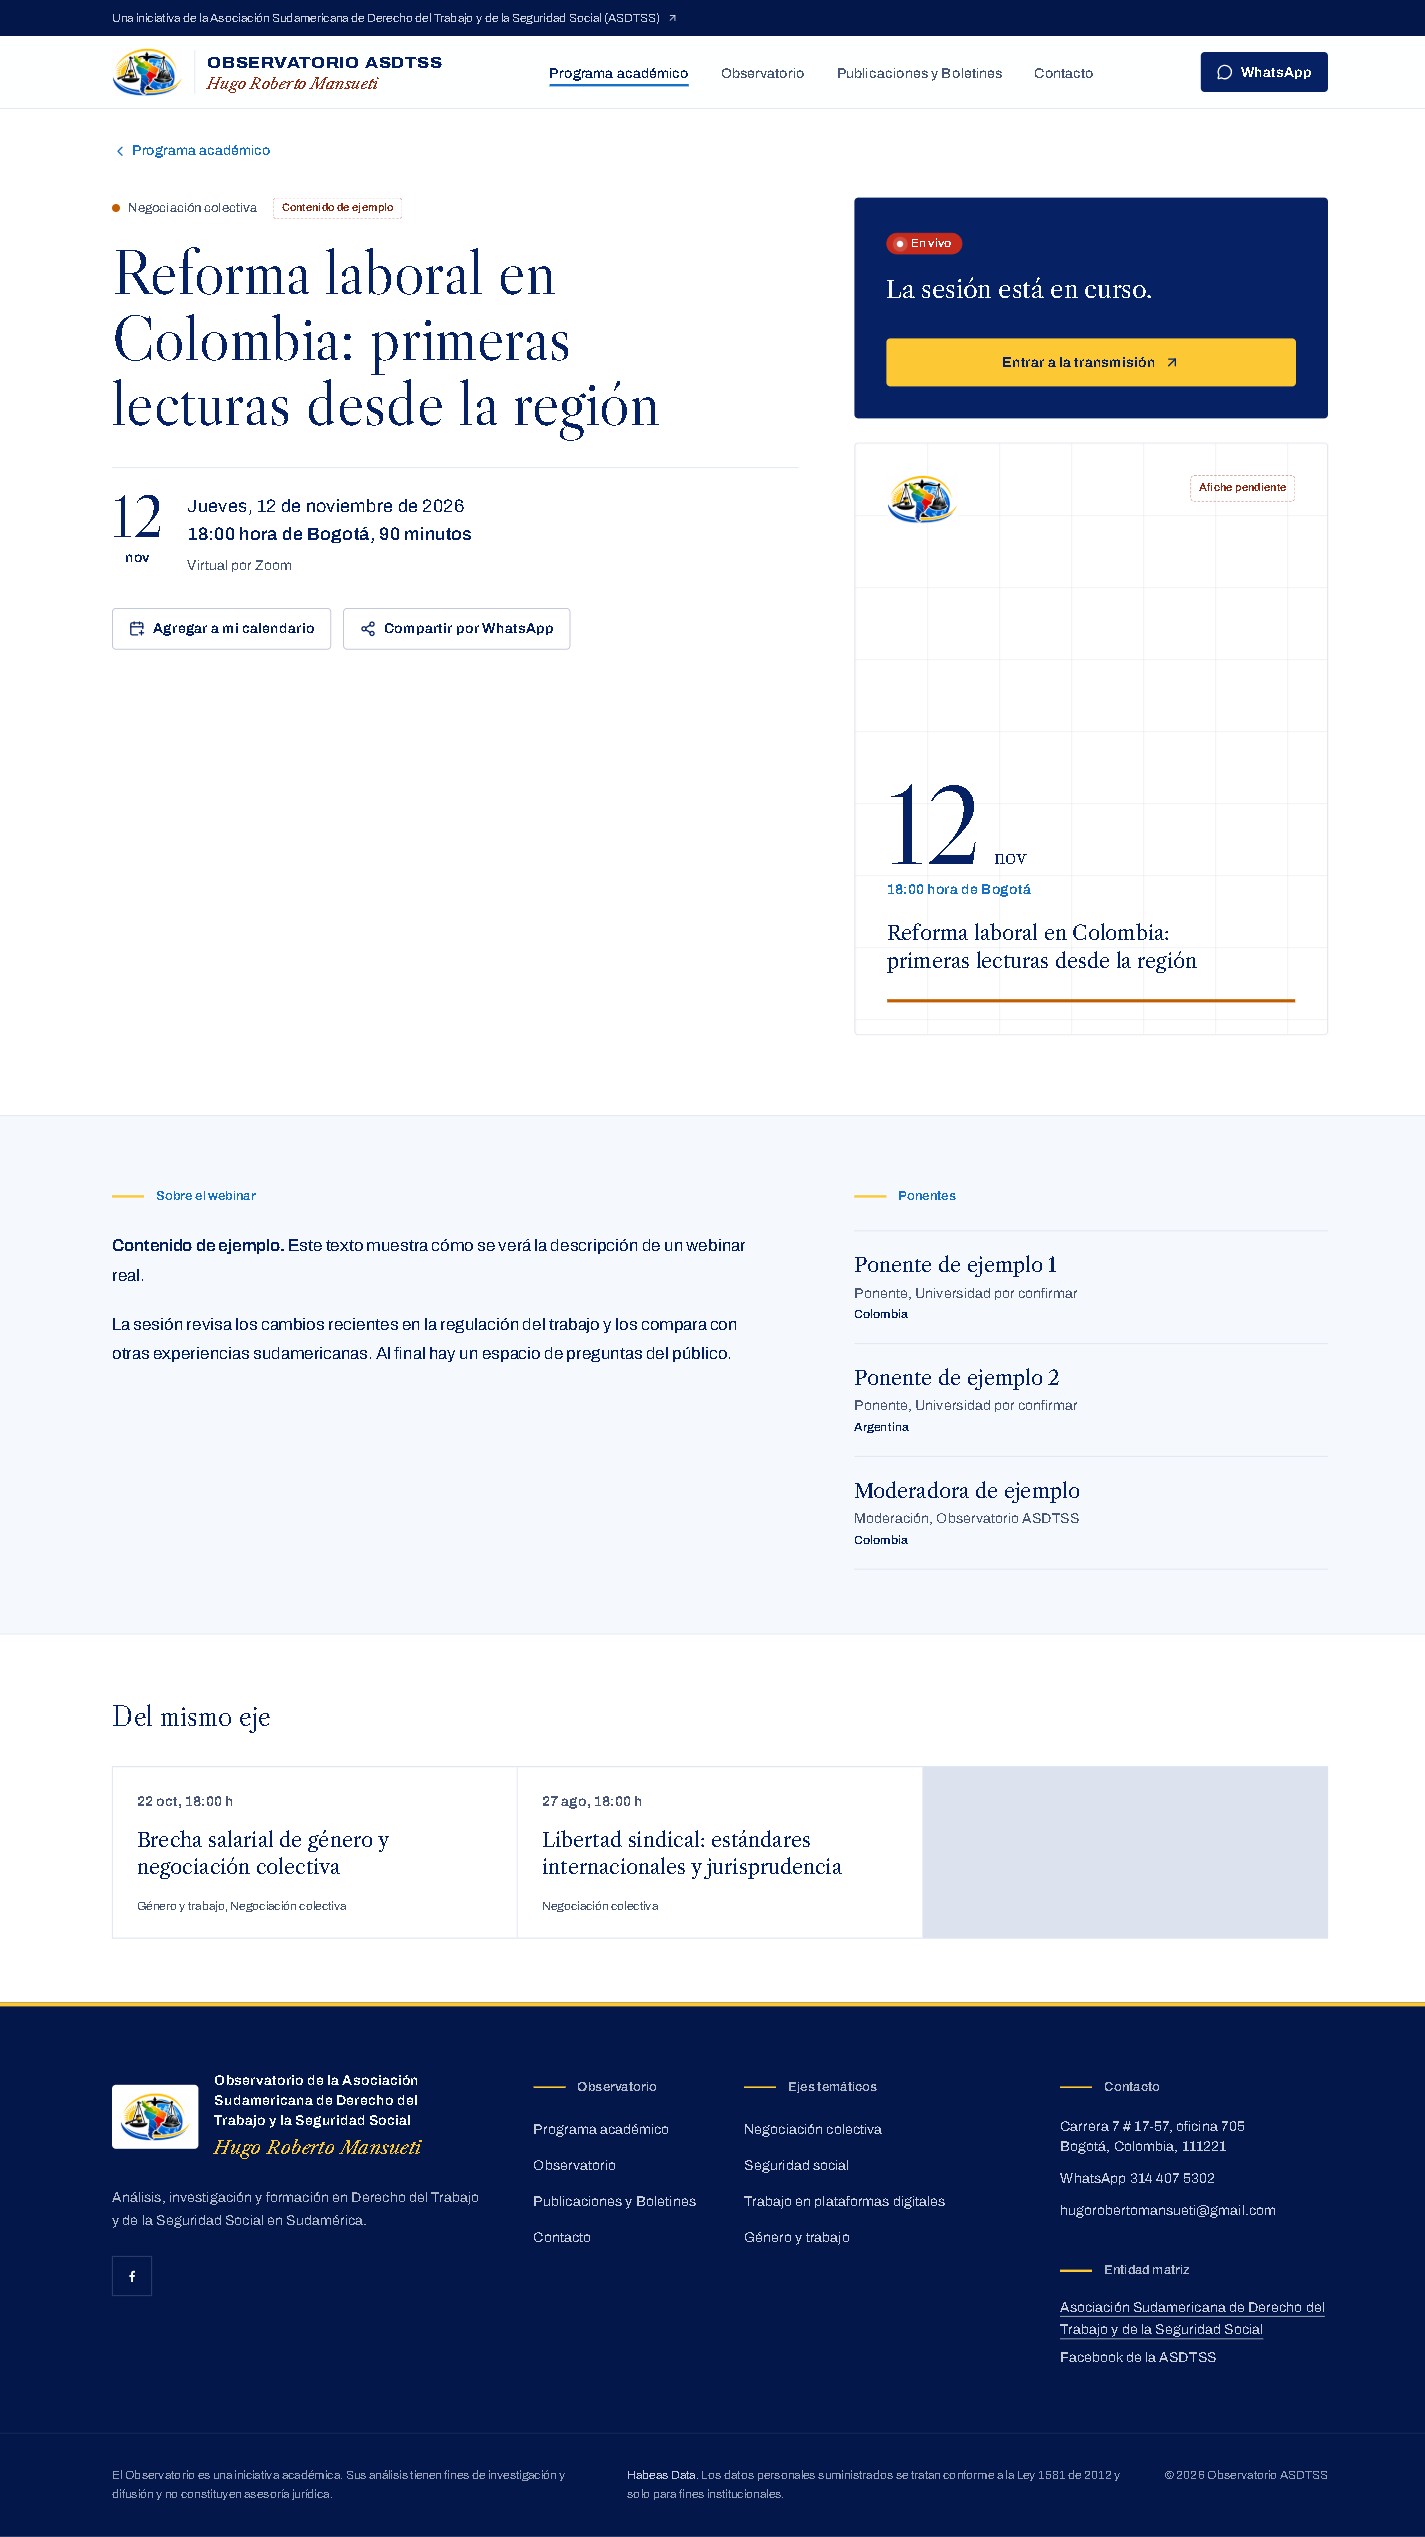 Una iniciativa de la Asociación Sudamericana de Derecho del Trabajo y de la Seguridad Social (ASDTSS)
OBSERVATORIO ASDTSS
Hugo Roberto Mansueti
Programa académico
Observatorio
Publicaciones y Boletines
Contacto
WhatsApp
Programa académico
Negociación colectiva
Contenido de ejemplo
Reforma laboral en
Colombia: primeras
lecturas desde la región
12
nov
Jueves, 12 de noviembre de 2026
18:00 hora de Bogotá, 90 minutos
Virtual por Zoom
Agregar a mi calendario
Compartir por WhatsApp
En vivo
La sesión está en curso.
Entrar a la transmisión
Afiche pendiente
12 nov
18:00 hora de Bogotá
Reforma laboral en Colombia:
primeras lecturas desde la región
Sobre el webinar
Contenido de ejemplo. Este texto muestra cómo se verá la descripción de un webinar
real.
La sesión revisa los cambios recientes en la regulación del trabajo y los compara con
otras experiencias sudamericanas. Al final hay un espacio de preguntas del público.
Ponentes
Ponente de ejemplo 1
Ponente, Universidad por confirmar
Colombia
Ponente de ejemplo 2
Ponente, Universidad por confirmar
Argentina
Moderadora de ejemplo
Moderación, Observatorio ASDTSS
Colombia
Del mismo eje
22 oct, 18:00 h
Brecha salarial de género y
negociación colectiva
Género y trabajo, Negociación colectiva
27 ago, 18:00 h
Libertad sindical: estándares
internacionales y jurisprudencia
Negociación colectiva
Observatorio de la Asociación
Sudamericana de Derecho del
Trabajo y la Seguridad Social
Hugo Roberto Mansueti
Análisis, investigación y formación en Derecho del Trabajo
y de la Seguridad Social en Sudamérica.
Observatorio
Programa académico
Observatorio
Publicaciones y Boletines
Contacto
Ejes temáticos
Negociación colectiva
Seguridad social
Trabajo en plataformas digitales
Género y trabajo
Contacto
Carrera 7 # 17-57, oficina 705
Bogotá, Colombia, 111221
WhatsApp 314 407 5302
hugorobertomansueti@gmail.com
Entidad matriz
Asociación Sudamericana de Derecho del
Trabajo y de la Seguridad Social
Facebook de la ASDTSS
El Observatorio es una iniciativa académica. Sus análisis tienen fines de investigación y
difusión y no constituyen asesoría jurídica.
Habeas Data. Los datos personales suministrados se tratan conforme a la Ley 1581 de 2012 y
solo para fines institucionales.
© 2026 Observatorio ASDTSS